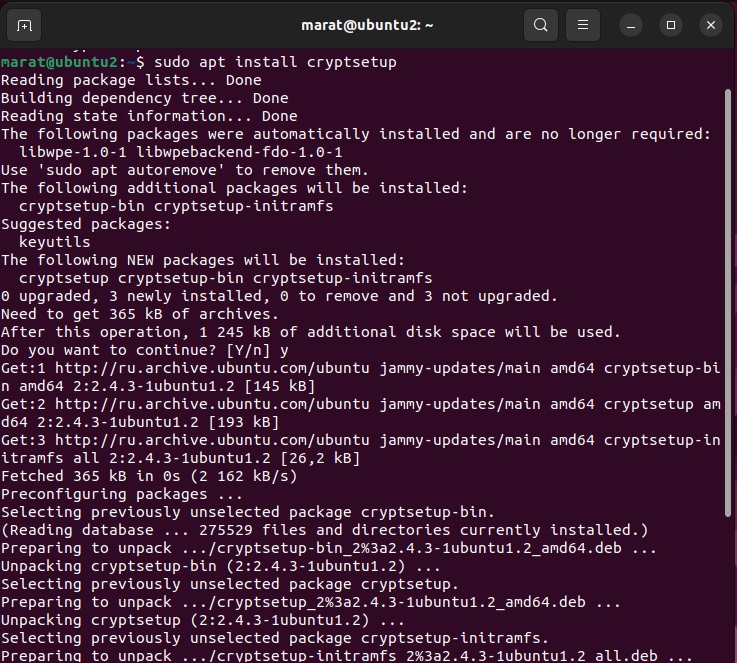 marat@ubuntu2: ~
marat@ubuntu2:~$ sudo apt install cryptsetup
Reading package lists... Done
Building dependency tree... Done
Reading state information... Done
The following packages were automatically installed and are no longer required:
  libwpe-1.0-1 libwpebackend-fdo-1.0-1
Use 'sudo apt autoremove' to remove them.
The following additional packages will be installed:
  cryptsetup-bin cryptsetup-initramfs
Suggested packages:
  keyutils
The following NEW packages will be installed:
  cryptsetup cryptsetup-bin cryptsetup-initramfs
0 upgraded, 3 newly installed, 0 to remove and 3 not upgraded.
Need to get 365 kB of archives.
After this operation, 1 245 kB of additional disk space will be used.
Do you want to continue? [Y/n] y
Get:1 http://ru.archive.ubuntu.com/ubuntu jammy-updates/main amd64 cryptsetup-bi
n amd64 2:2.4.3-1ubuntu1.2 [145 kB]
Get:2 http://ru.archive.ubuntu.com/ubuntu jammy-updates/main amd64 cryptsetup am
d64 2:2.4.3-1ubuntu1.2 [193 kB]
Get:3 http://ru.archive.ubuntu.com/ubuntu jammy-updates/main amd64 cryptsetup-in
itramfs all 2:2.4.3-1ubuntu1.2 [26,2 kB]
Fetched 365 kB in 0s (2 162 kB/s)
Preconfiguring packages ...
Selecting previously unselected package cryptsetup-bin.
(Reading database ... 275529 files and directories currently installed.)
Preparing to unpack .../cryptsetup-bin_2%3a2.4.3-1ubuntu1.2_amd64.deb ...
Unpacking cryptsetup-bin (2:2.4.3-1ubuntu1.2) ...
Selecting previously unselected package cryptsetup.
Preparing to unpack .../cryptsetup_2%3a2.4.3-1ubuntu1.2_amd64.deb ...
Unpacking cryptsetup (2:2.4.3-1ubuntu1.2) ...
Selecting previously unselected package cryptsetup-initramfs.
Preparing to unpack .../cryptsetup-initramfs_2%3a2.4.3-1ubuntu1.2_all.deb ...